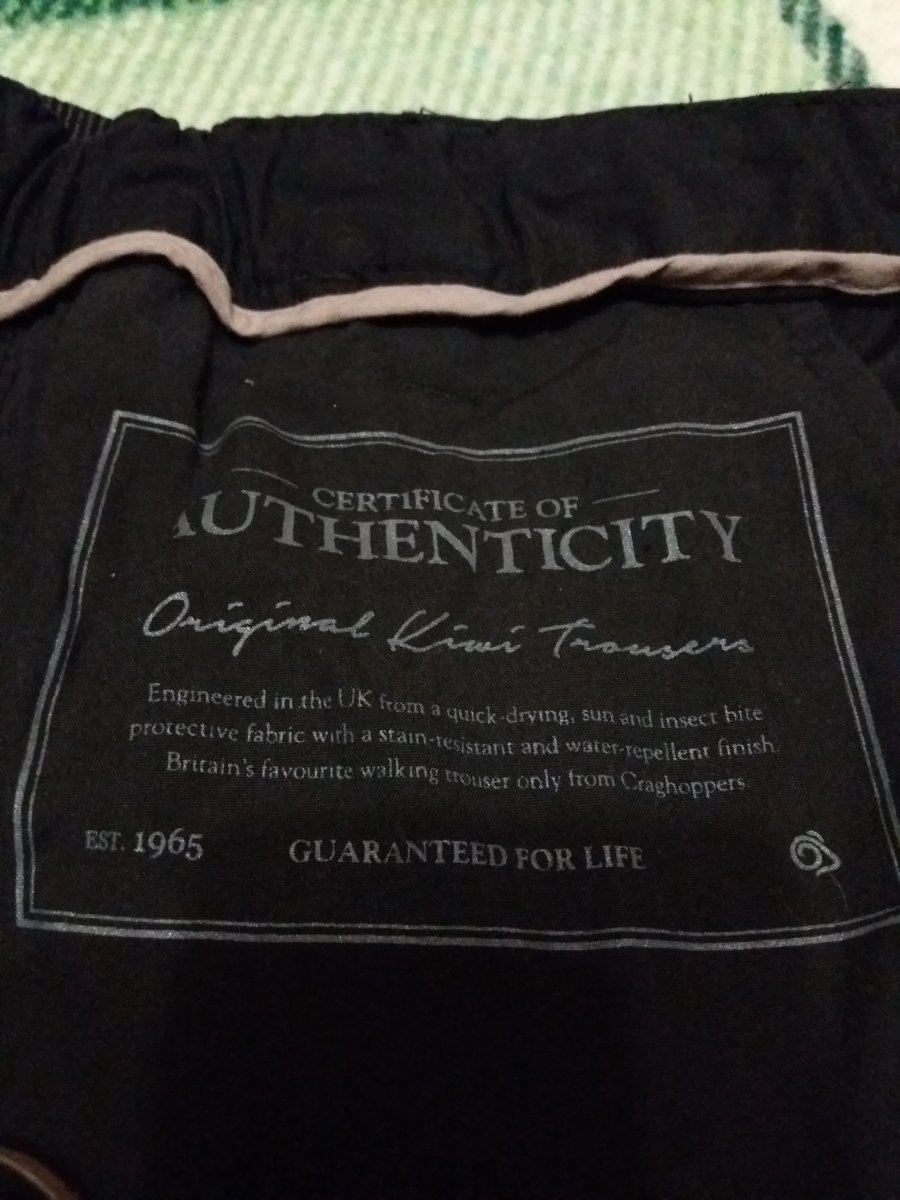 CERTIFICATE OF
AUTHENTICITY
Original Kiwi Trousers
Engineered in the UK from a quick-drying, sun and insect bite
protective fabric with a stain-resistant and water-repellent finish.
Britain's favourite walking trouser only from Craghoppers
EST. 1965 GUARANTEED FOR LIFE